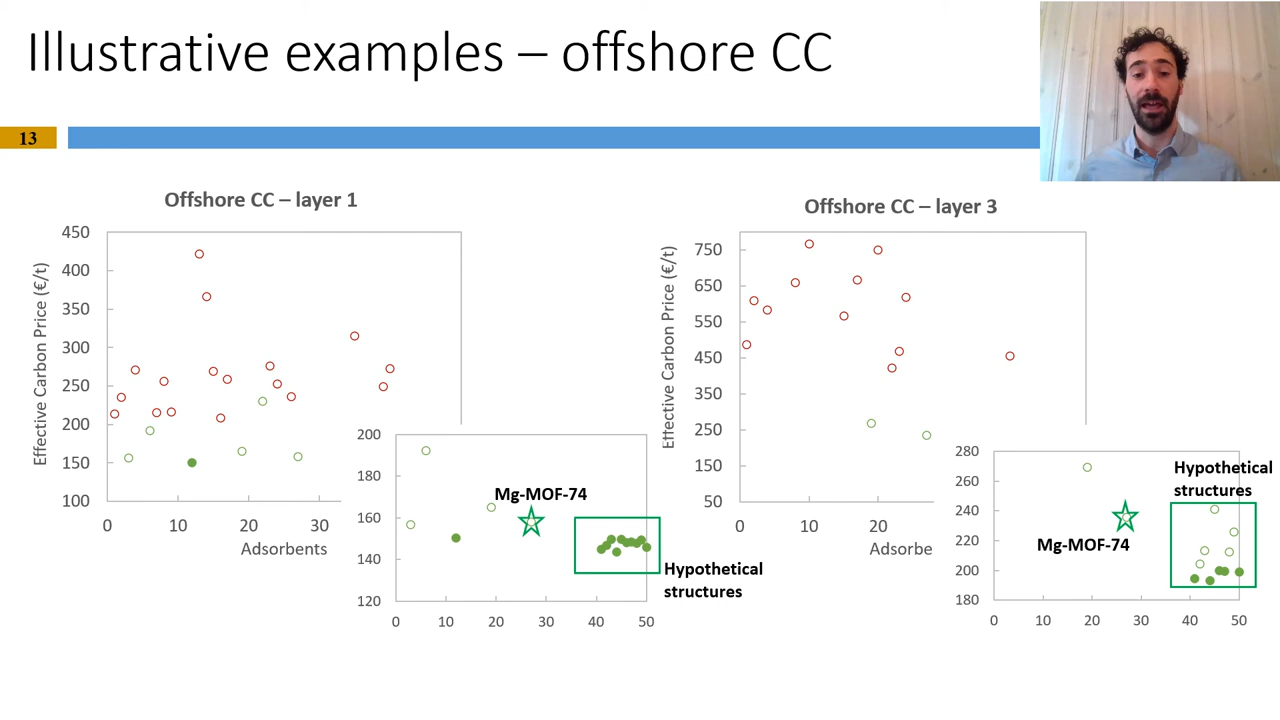 Illustrative examples – offshore CC
13
Offshore CC – layer 1
Effective Carbon Price (€/t)
450
400
350
300
250
200
150
100
0 10 20 30
Adsorbents
200
180
160
140
120
0 10 20 30 40 50
Mg-MOF-74
Hypothetical
structures
Offshore CC – layer 3
Effective Carbon Price (€/t)
750
650
550
450
350
250
150
50
0 10 20
Adsorbe
280
260
240
220
200
180
0 10 20 30 40 50
Mg-MOF-74
Hypothetical
structures